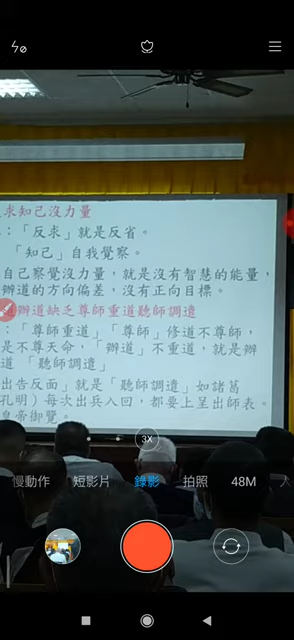 求知己沒力量
：「反求」就是反省。
「知己」自我覺察。
自己察覺沒力量，就是沒有智慧的能量，
辦道的方向偏差，沒有正向目標。
辦道缺乏尊師重道聽師調遣
：「尊師重道」「尊師」修道不尊師，
是不尊天命，「辦道」不重道，就是辦
道 「聽師調遣」
出告反面」就是「聽師調遣」如諸葛
孔明）每次出兵入回，都要上呈出師表。
皇帝御覽。
3X
慢動作 短影片 錄影 拍照 48M